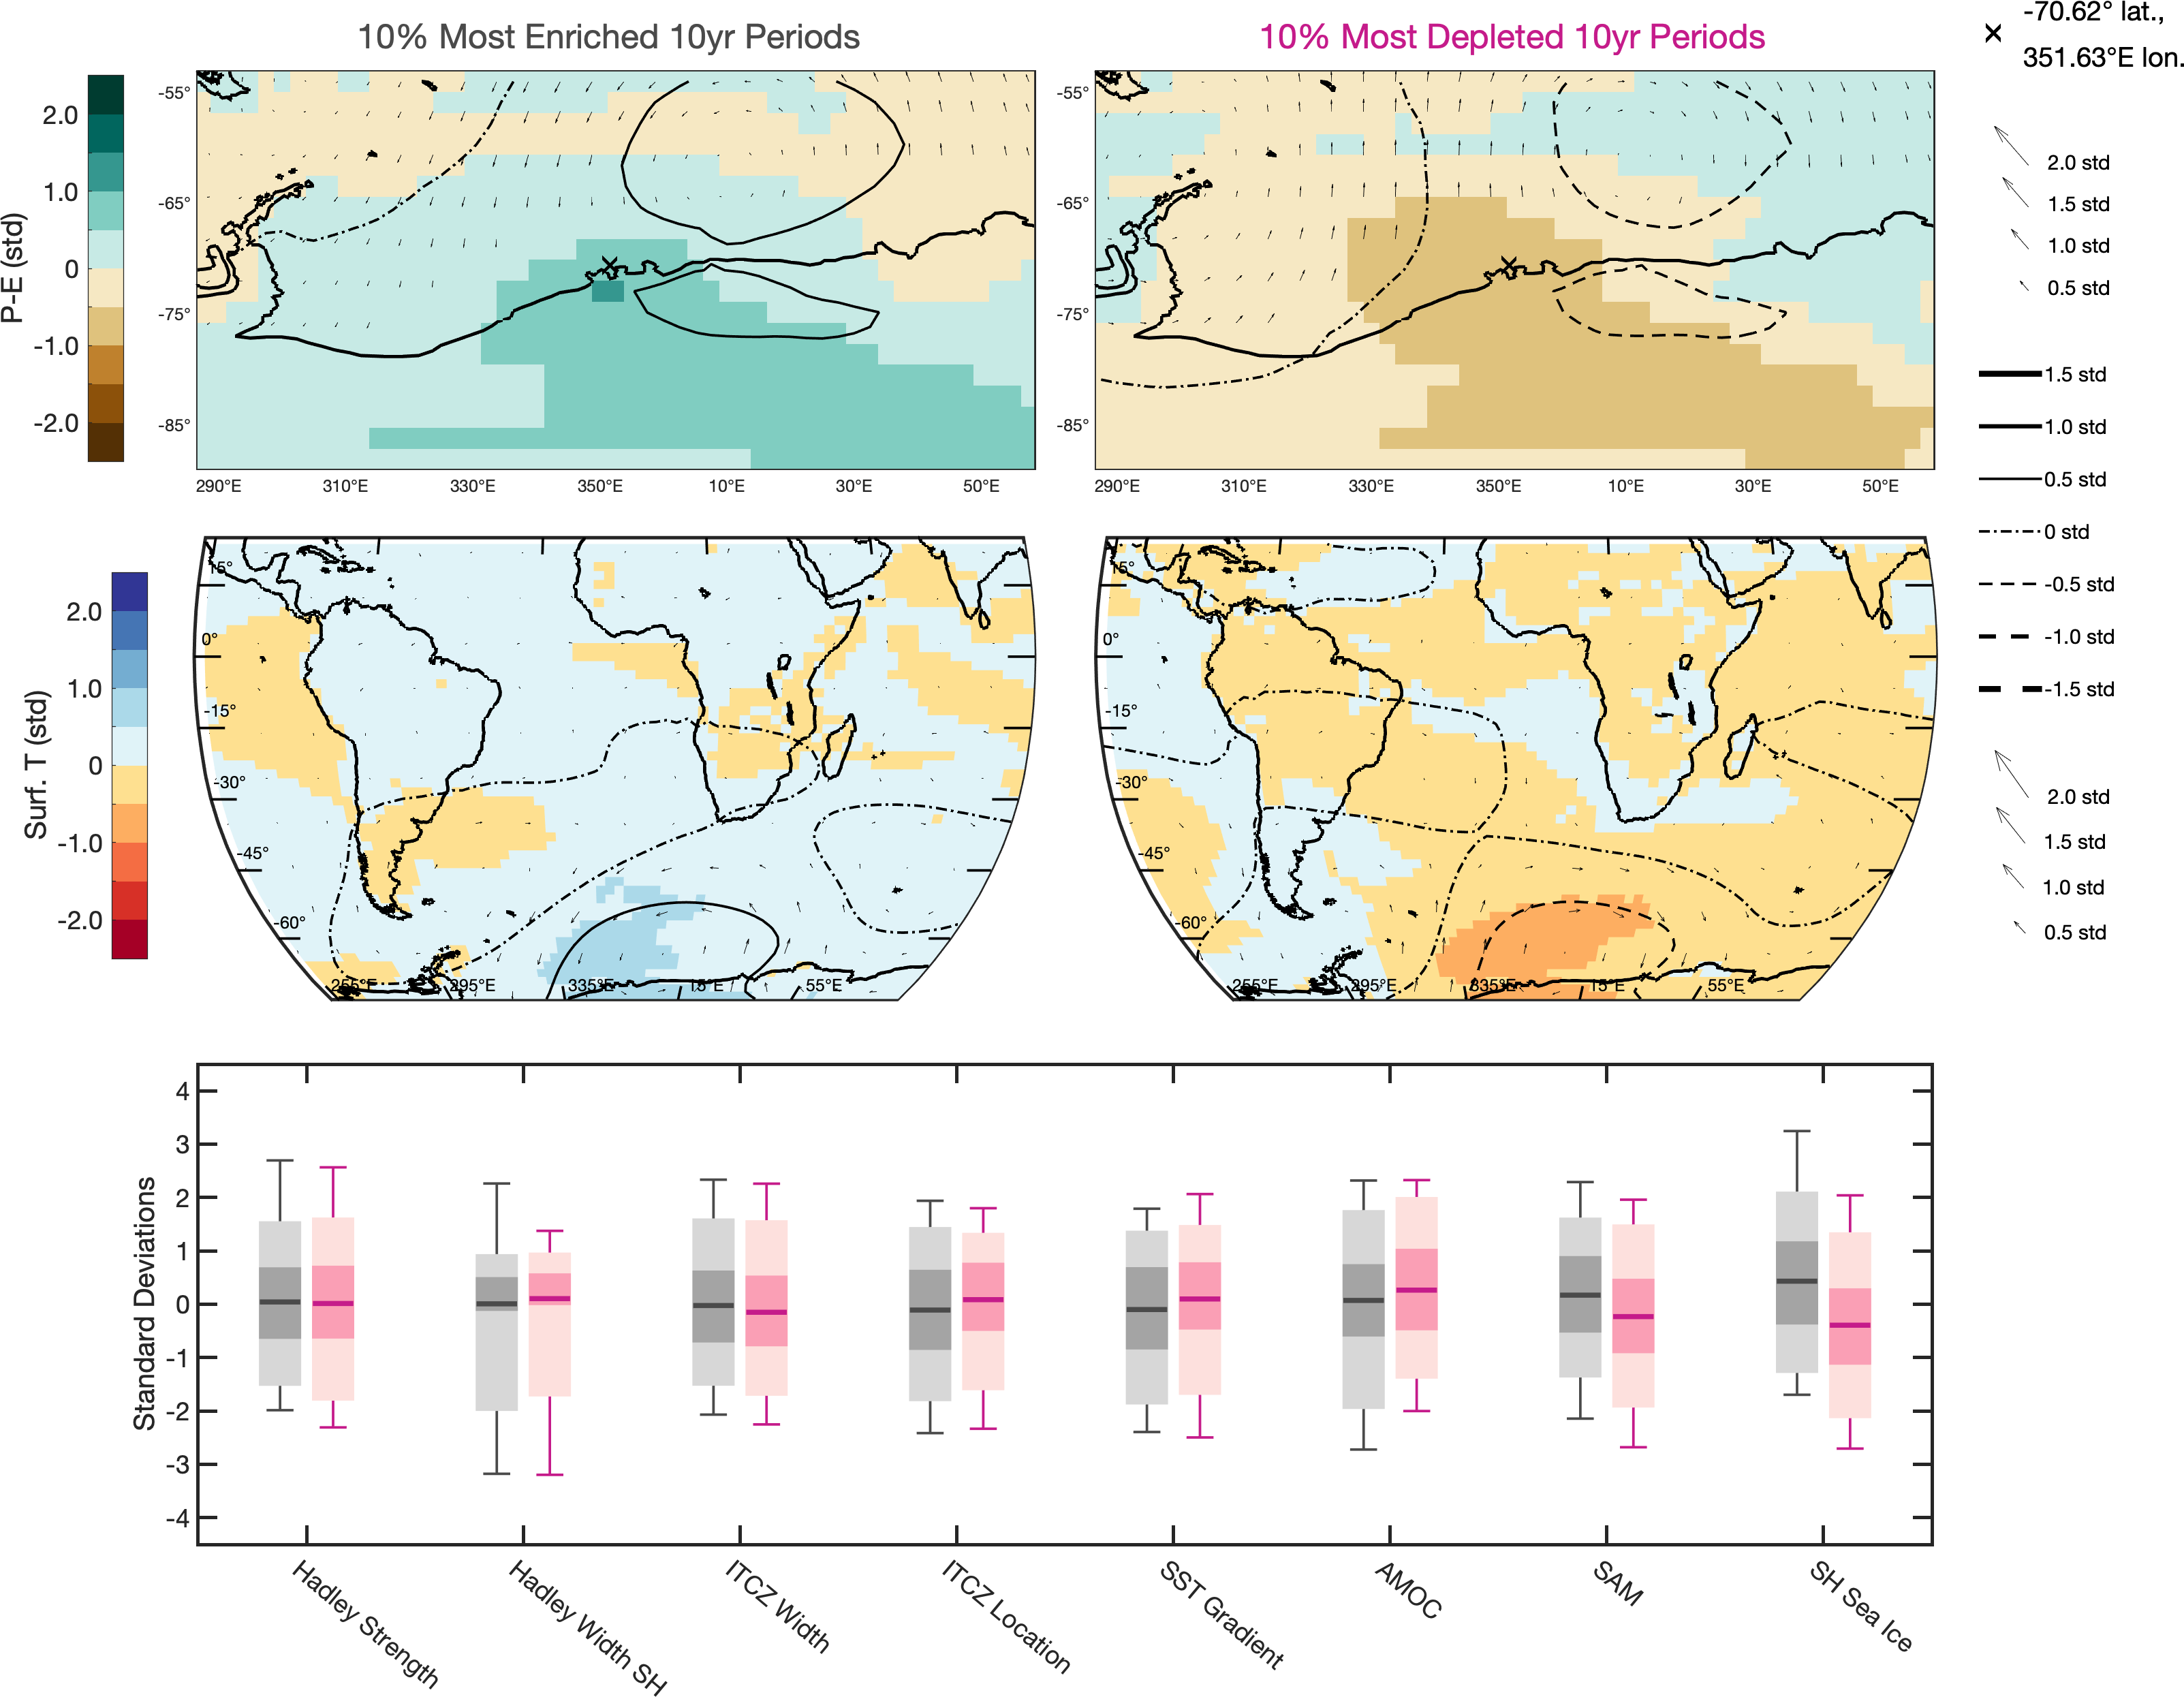 10% Most Enriched 10yr Periods
10% Most Depleted 10yr Periods
-70.62° lat.,
351.63°E lon.
P-E (std)
2.0
1.0
0
-1.0
-2.0
-55°
-65°
-75°
-85°
290°E 310°E 330°E 350°E 10°E 30°E 50°E
-55°
-65°
-75°
-85°
290°E 310°E 330°E 350°E 10°E 30°E 50°E
2.0 std
1.5 std
1.0 std
0.5 std
1.5 std
1.0 std
0.5 std
0 std
-0.5 std
-1.0 std
-1.5 std
Surf. T (std)
2.0
1.0
0
-1.0
-2.0
15°
0°
-15°
-30°
-45°
-60°
255°E 295°E 335°E 15°E 55°E
15°
0°
-15°
-30°
-45°
-60°
255°E 295°E 335°E 15°E 55°E
2.0 std
1.5 std
1.0 std
0.5 std
Standard Deviations
4
3
2
1
0
-1
-2
-3
-4
Hadley Strength
Hadley Width SH
ITCZ Width
ITCZ Location
SST Gradient
AMOC
SAM
SH Sea Ice